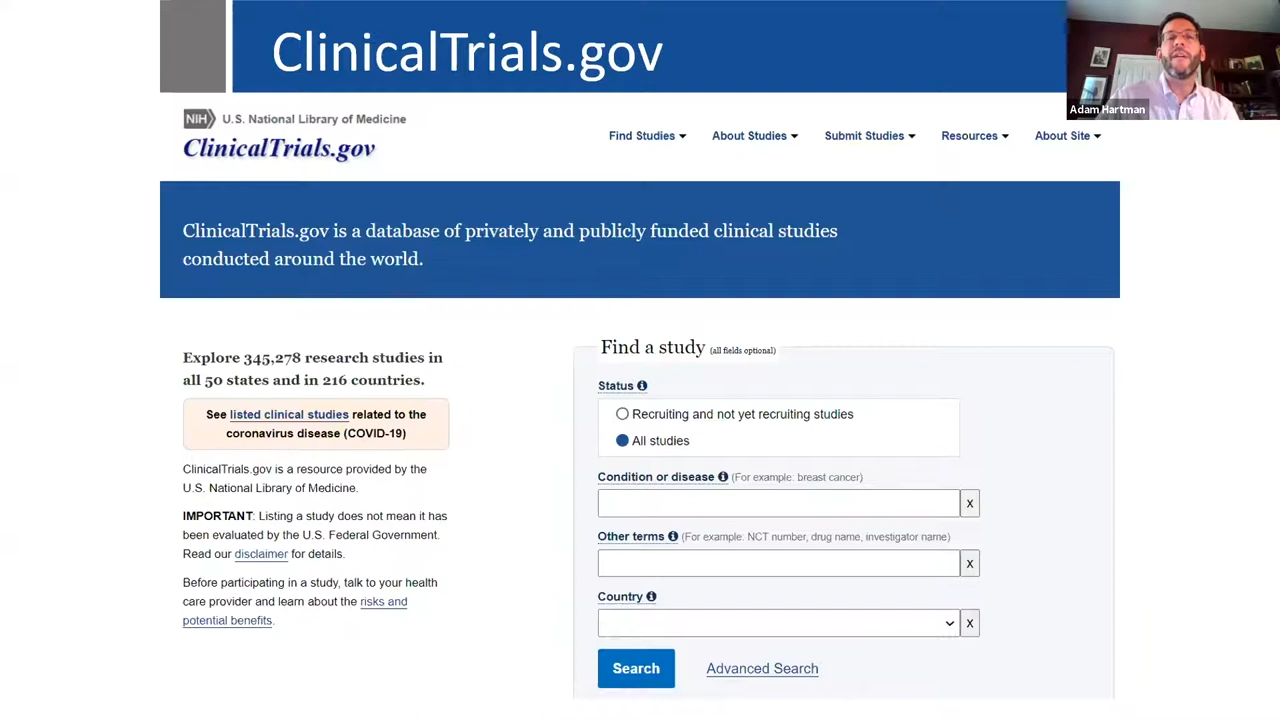 ClinicalTrials.gov
Adam Hartman
NIH U.S. National Library of Medicine
ClinicalTrials.gov
Find Studies About Studies Submit Studies Resources About Site
ClinicalTrials.gov is a database of privately and publicly funded clinical studies
conducted around the world.
Explore 345,278 research studies in
all 50 states and in 216 countries.
See listed clinical studies related to the
coronavirus disease (COVID-19)
ClinicalTrials.gov is a resource provided by the
U.S. National Library of Medicine.
IMPORTANT: Listing a study does not mean it has
been evaluated by the U.S. Federal Government.
Read our disclaimer for details.
Before participating in a study, talk to your health
care provider and learn about the risks and
potential benefits.
Find a study (all fields optional)
Status
Recruiting and not yet recruiting studies
All studies
Condition or disease (For example: breast cancer)
X
Other terms (For example: NCT number, drug name, investigator name)
X
Country
X
Search Advanced Search